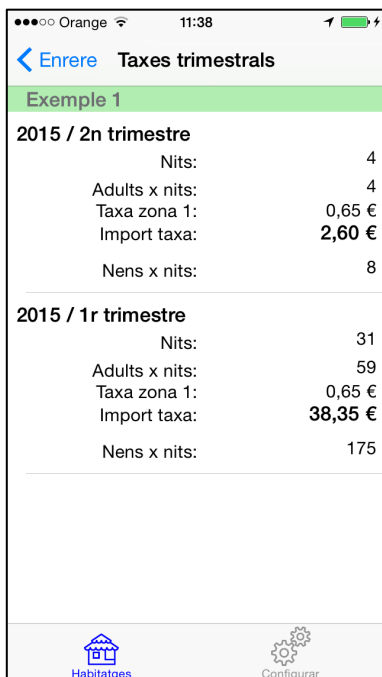 Orange 11:38
Enrere Taxes trimestrals
Exemple 1
2015 / 2n trimestre
Nits: 4
Adults x nits: 4
Taxa zona 1: 0,65 €
Import taxa: 2,60 €
Nens x nits: 8
2015 / 1r trimestre
Nits: 31
Adults x nits: 59
Taxa zona 1: 0,65 €
Import taxa: 38,35 €
Nens x nits: 175
Habitatges Configurar